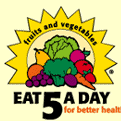 fruits and vegetables
®
EAT 5 A DAY
for better healt